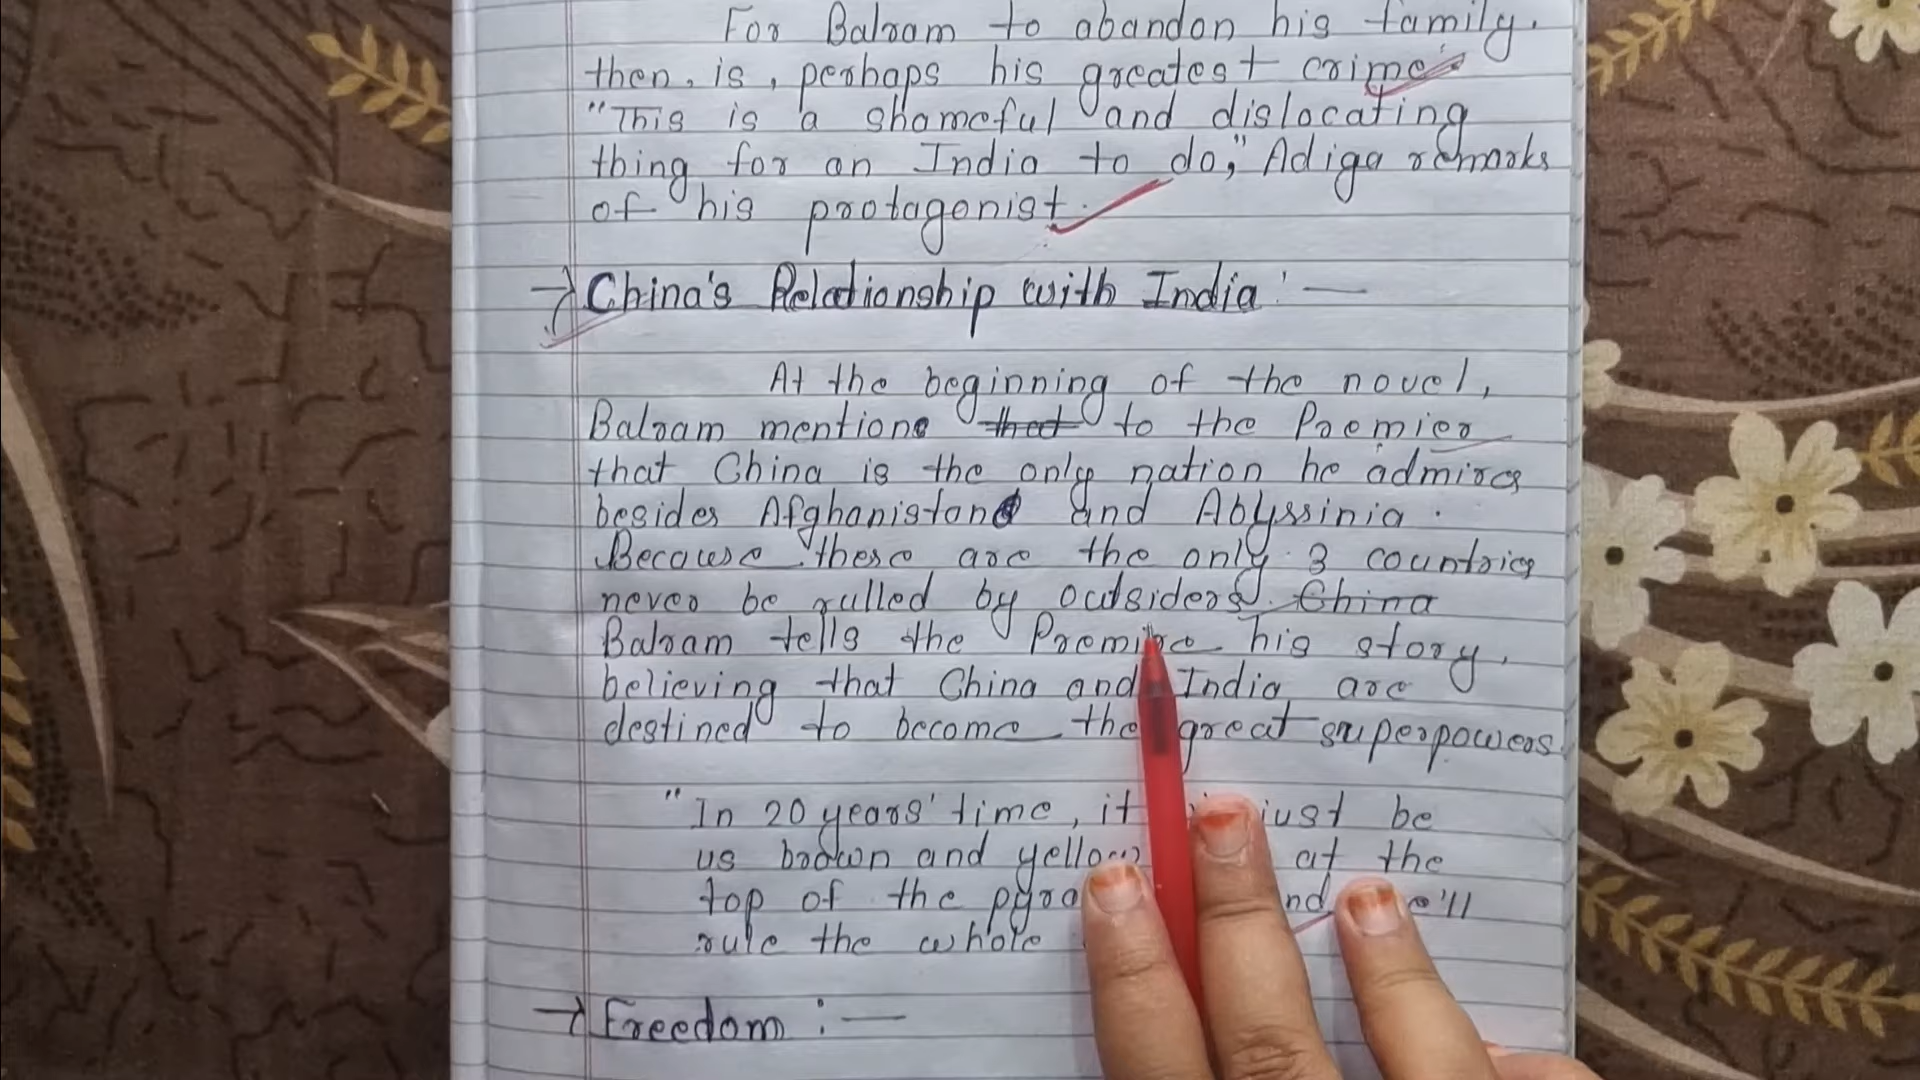 For Balram to abandon his family.
then, is, perhaps his greatest crime
"This is a shameful and dislocating
thing for an India to do," Adiga remarks
of his protagonist.
→ China's Relationship with India :—
At the beginning of the novel,
Balram mentions that to the Premier
that China is the only nation he admires
besides Afghanistan and Abyssinia.
Because these are the only 3 countries
never be rulled by outsiders. China
Balram tells the Premire his story,
believing that China and India are
destined to become the great superpowers.
"In 20 years' time, it just be
us brown and yellow at the
top of the
rule the whole
→ Freedom :—